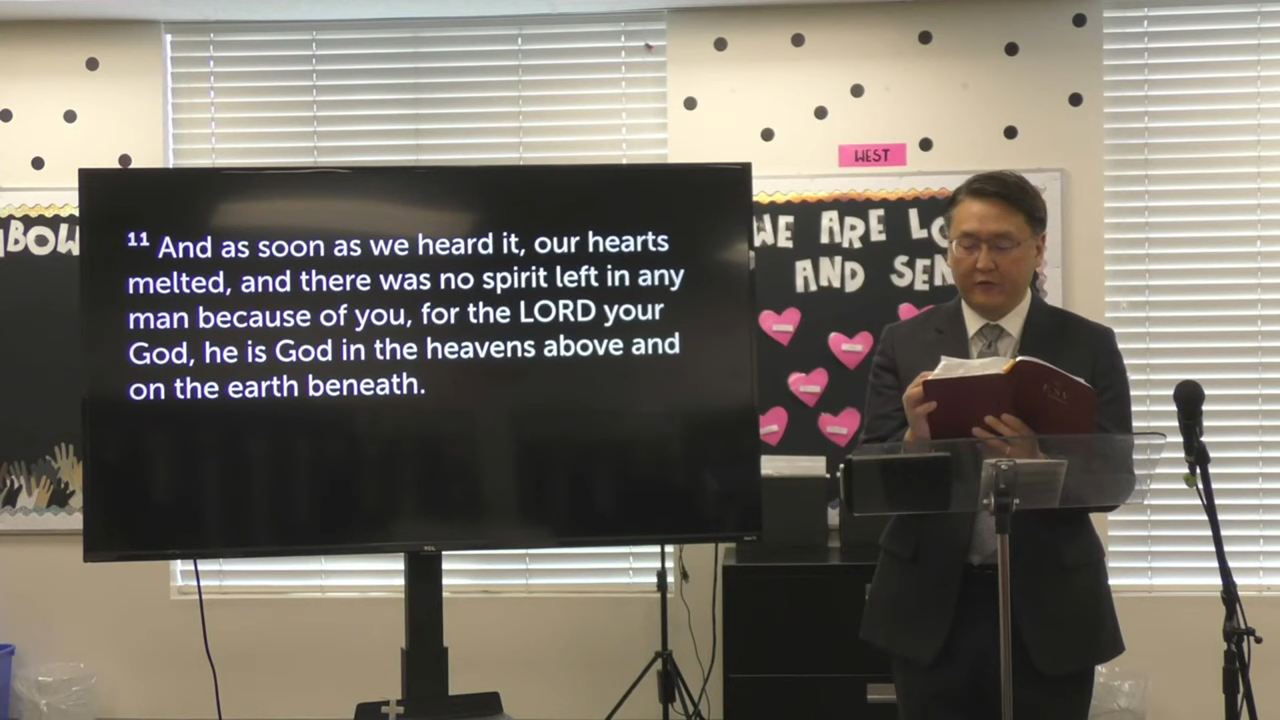 WEST
BOW
WE ARE
AND
¹¹ And as soon as we heard it, our hearts
melted, and there was no spirit left in any
man because of you, for the LORD your
God, he is God in the heavens above and
on the earth beneath.
TCL